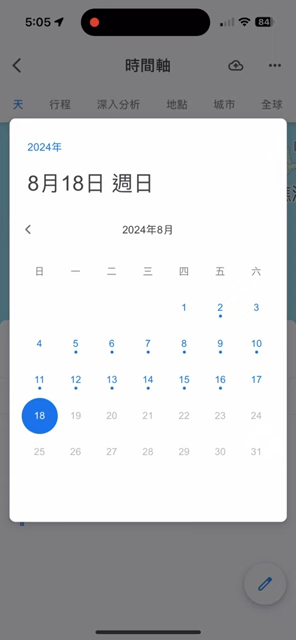 5:05
84
時間軸
天 行程 深入分析 地點 城市 全球
2024年
8月18日 週日
2024年8月
日 一 二 三 四 五 六
1 2 3
4 5 6 7 8 9 10
11 12 13 14 15 16 17
18 19 20 21 22 23 24
25 26 27 28 29 30 31